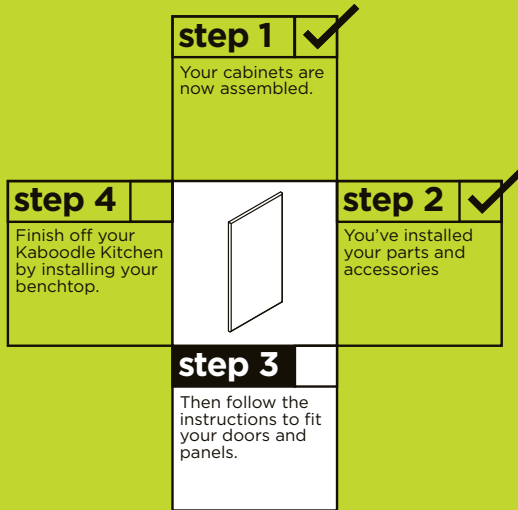 step 1
Your cabinets are
now assembled.
step 4
Finish off your
Kaboodle Kitchen
by installing your
benchtop.
step 2
You've installed
your parts and
accessories
step 3
Then follow the
instructions to fit
your doors and
panels.